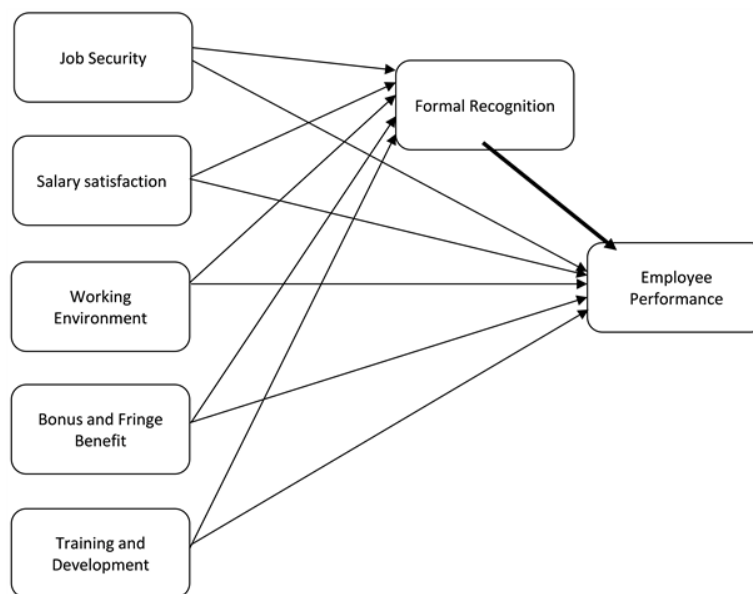 Job Security
Formal Recognition
Salary satisfaction
Employee
Performance
Working
Environment
Bonus and Fringe
Benefit
Training and
Development